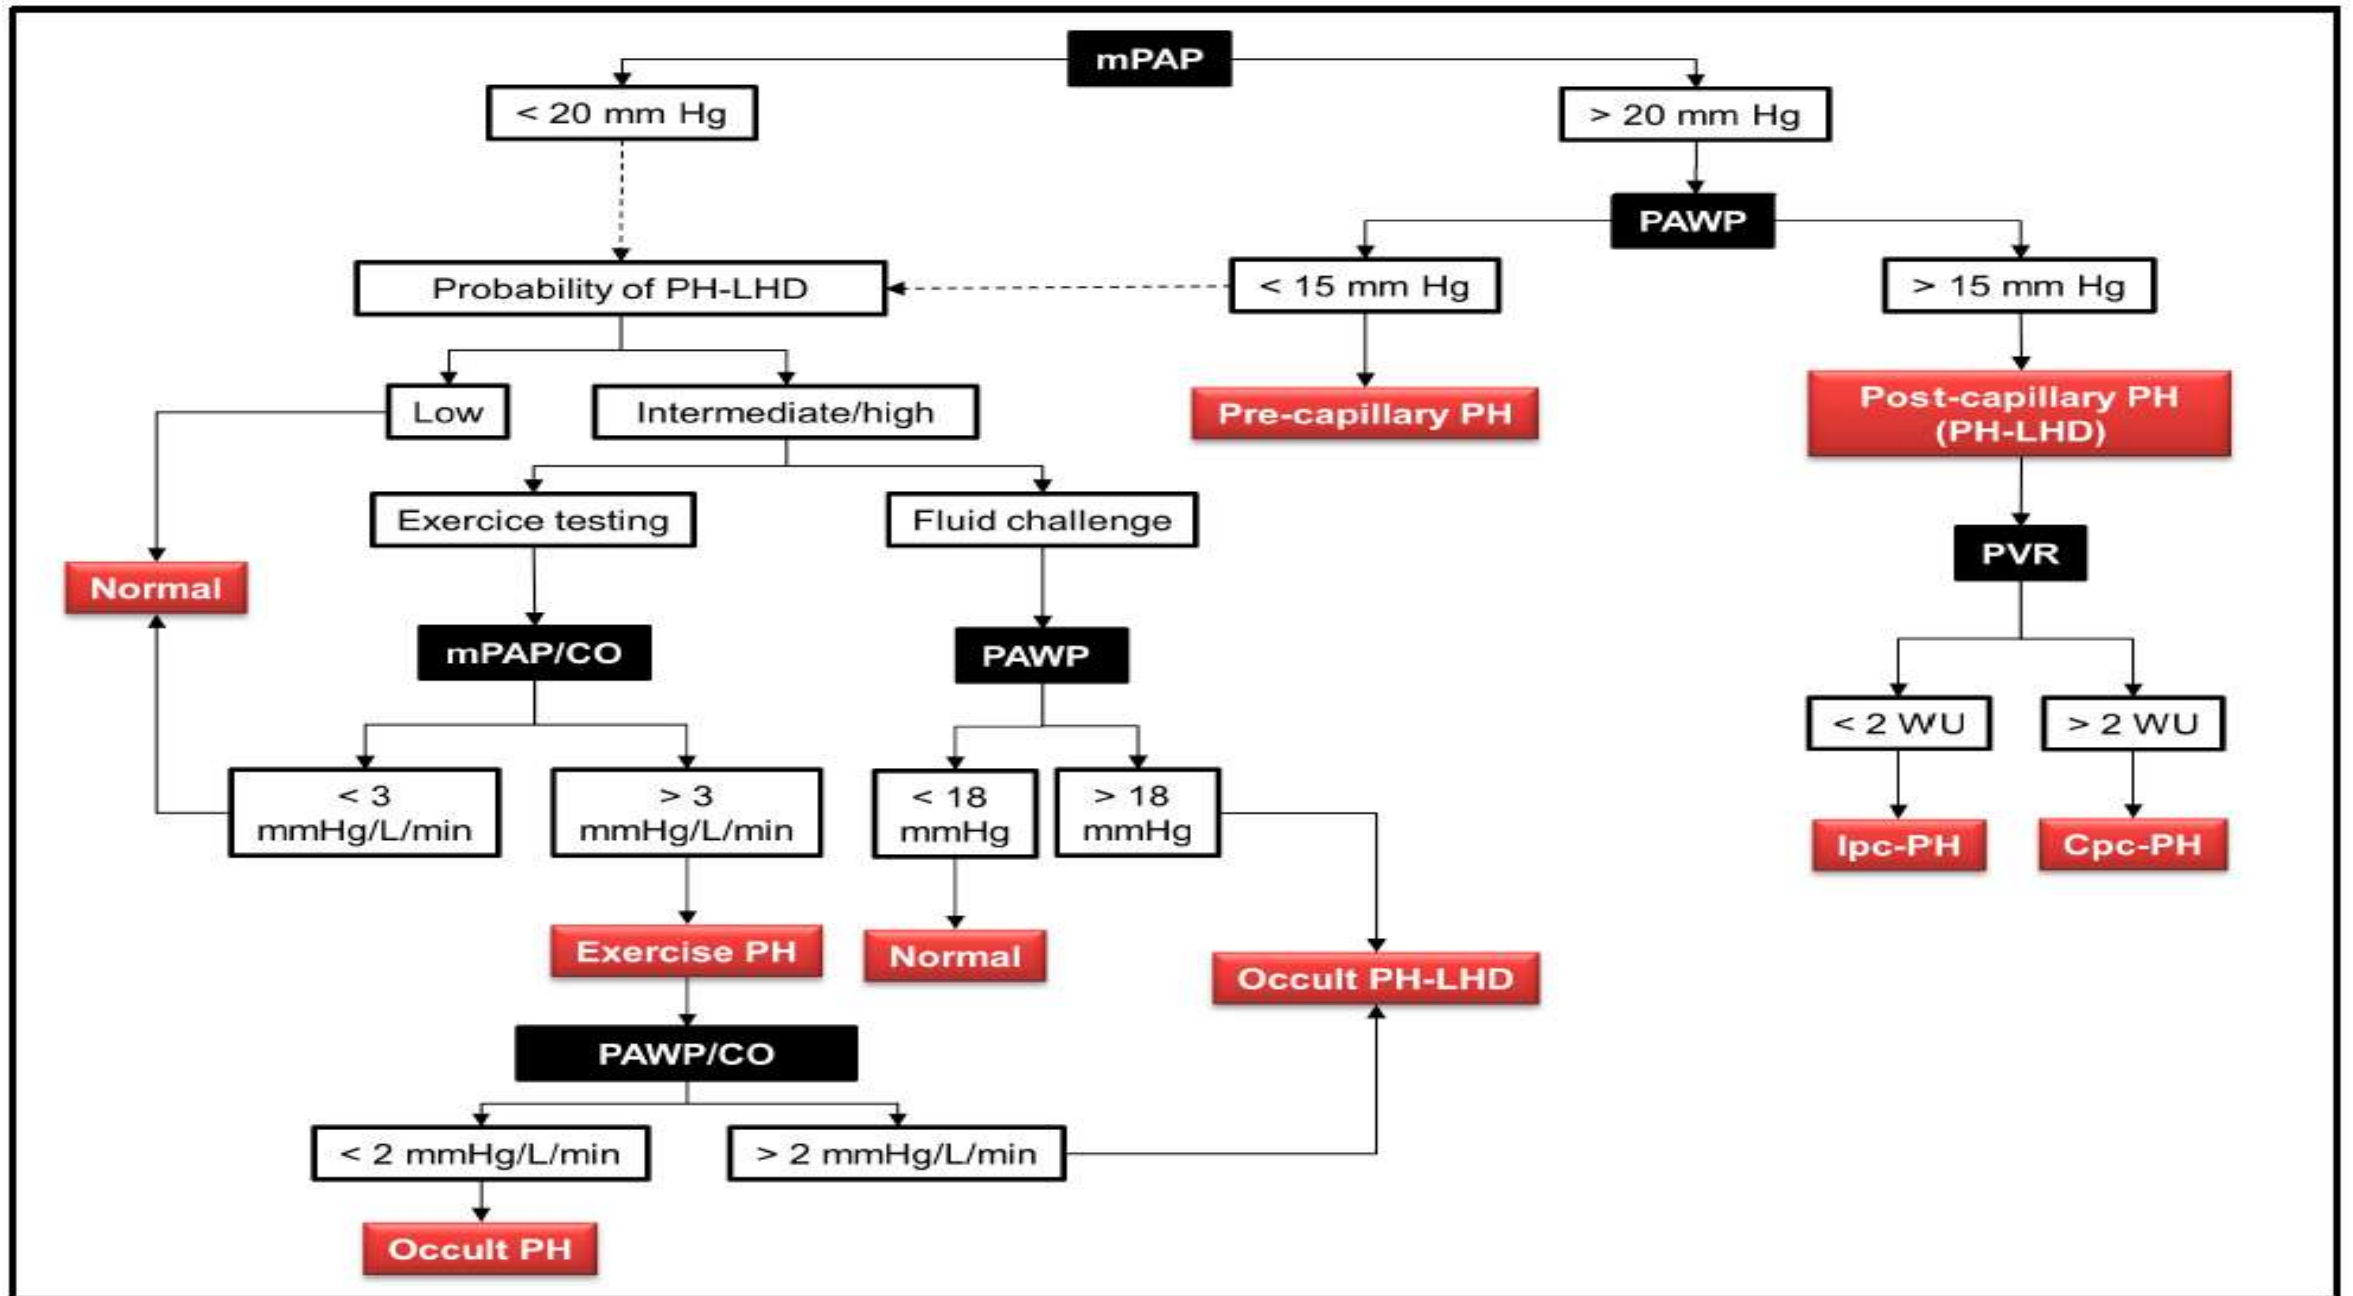 mPAP
< 20 mm Hg
> 20 mm Hg
PAWP
Probability of PH-LHD
< 15 mm Hg
> 15 mm Hg
Low
Intermediate/high
Pre-capillary PH
Post-capillary PH
(PH-LHD)
Exercice testing
Fluid challenge
PVR
Normal
mPAP/CO
PAWP
< 2 WU
> 2 WU
< 3
mmHg/L/min
> 3
mmHg/L/min
< 18
mmHg
> 18
mmHg
Ipc-PH
Cpc-PH
Exercise PH
Normal
Occult PH-LHD
PAWP/CO
< 2 mmHg/L/min
> 2 mmHg/L/min
Occult PH